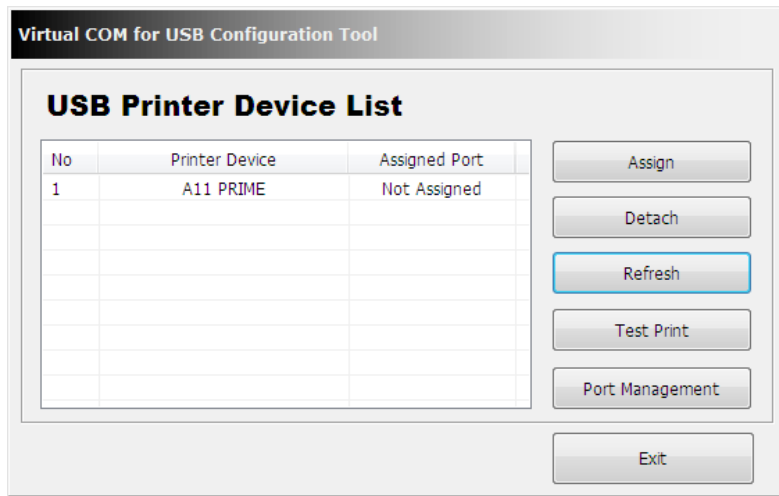 Virtual COM for USB Configuration Tool
USB Printer Device List
No Printer Device Assigned Port
1 A11 PRIME Not Assigned
Assign
Detach
Refresh
Test Print
Port Management
Exit